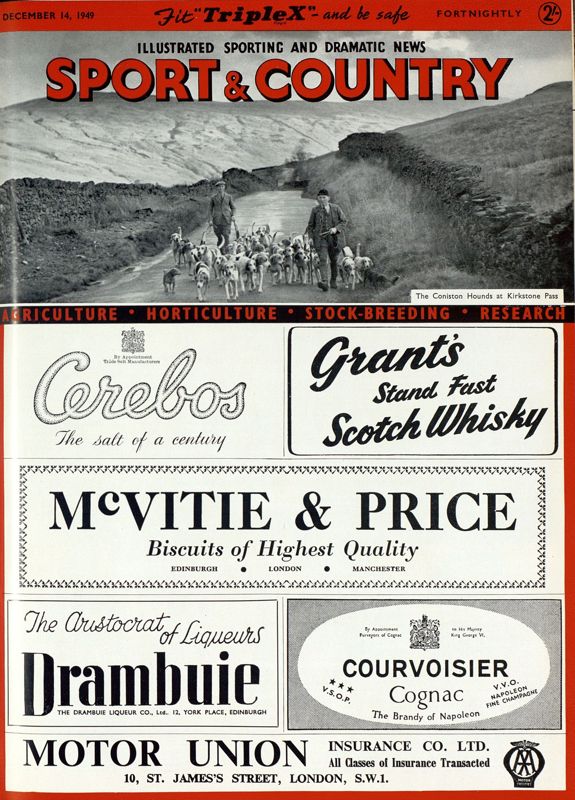 DECEMBER 14, 1949
Fit "TripleX" - and be safe
FORTNIGHTLY
2/-
ILLUSTRATED SPORTING AND DRAMATIC NEWS
SPORT & COUNTRY
The Coniston Hounds at Kirkstone Pass
AGRICULTURE • HORTICULTURE • STOCK-BREEDING • RESEARCH
By Appointment
Table Salt Manufacturers
Cerebos
The salt of a century
Grant's
Stand Fast
Scotch Whisky
McVITIE & PRICE
Biscuits of Highest Quality
EDINBURGH • LONDON • MANCHESTER
The Aristocrat
of Liqueurs
Drambuie
THE DRAMBUIE LIQUEUR CO., Ltd. 12, YORK PLACE, EDINBURGH
By Appointment to His Majesty
Purveyors of Cognac King George VI.
COURVOISIER
Cognac
V.S.O.P.
V.V.O.
NAPOLEON
FINE CHAMPAGNE
The Brandy of Napoleon
MOTOR UNION
INSURANCE CO. LTD.
All Classes of Insurance Transacted
10, ST. JAMES'S STREET, LONDON, S.W.1.
AA
MOTOR